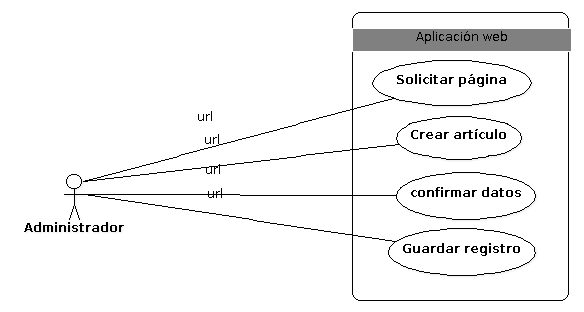 Aplicación web
Solicitar página
url
Crear artículo
url
url
confirmar datos
url
Administrador
Guardar registro